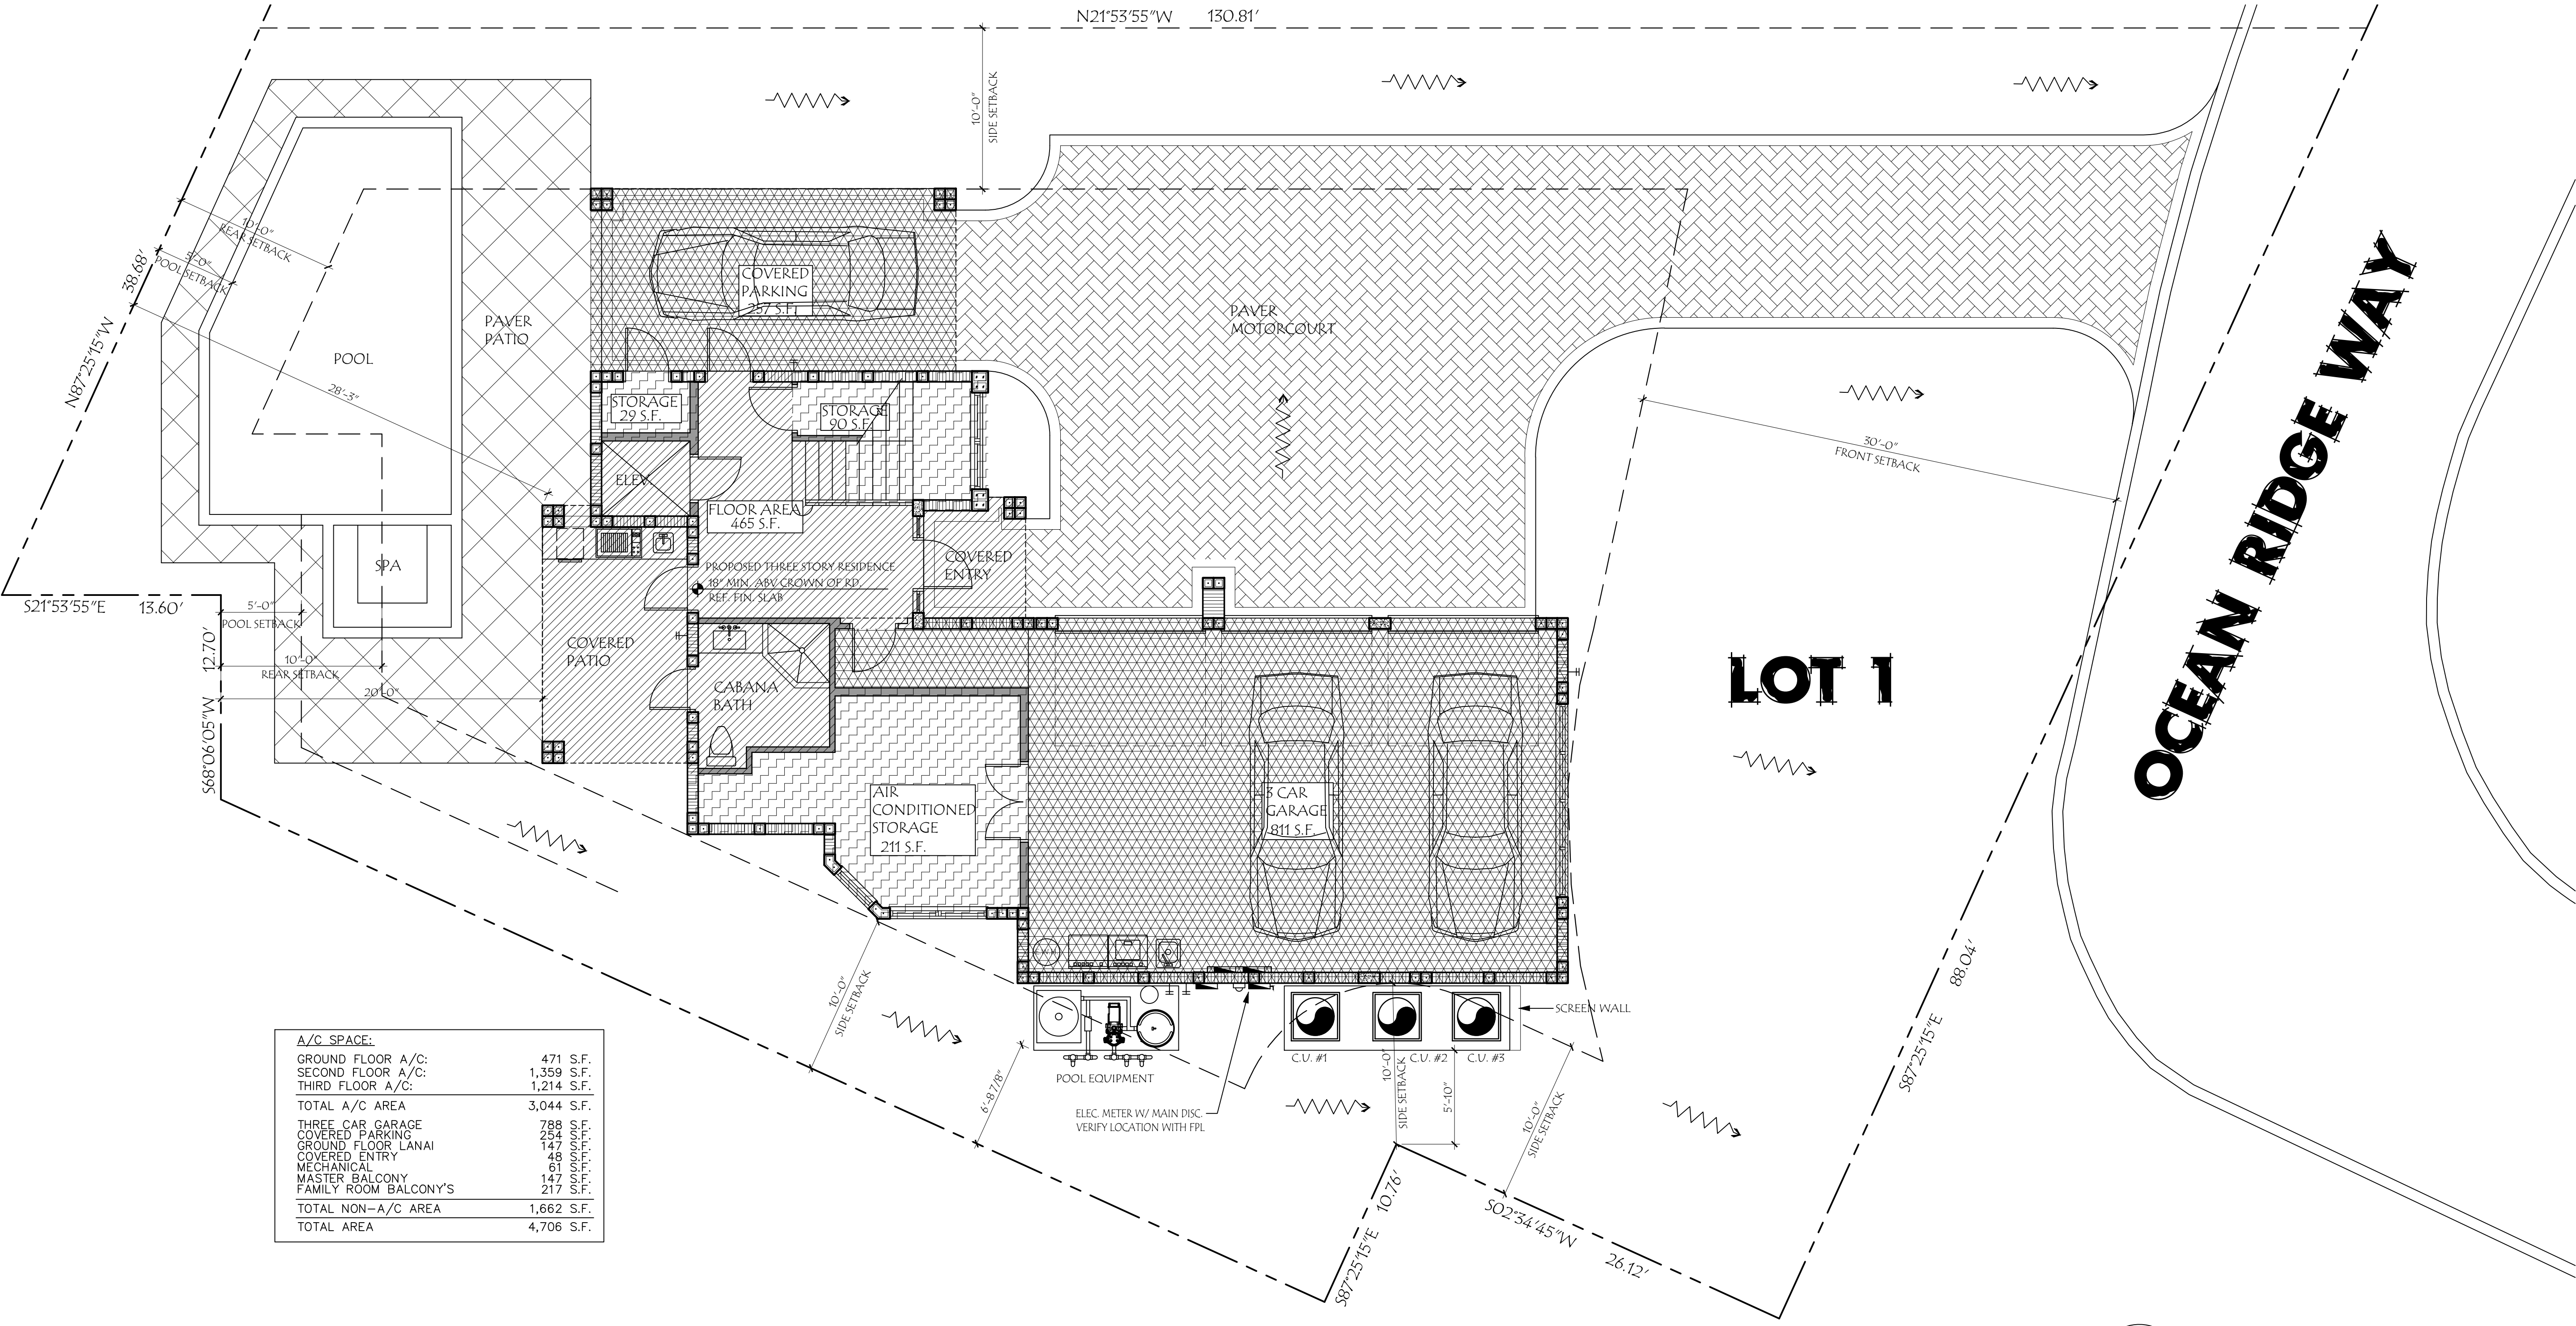 N21°53'55"W 130.81'
10'-0"
SIDE SETBACK
10'-0"
REAR SETBACK
5'-0"
POOL SETBACK
38.68'
N87°25'15"W
28'-3"
POOL
PAVER
PATIO
COVERED
PARKING
257 S.F.
PAVER
MOTORCOURT
STORAGE
29 S.F.
STORAGE
90 S.F.
ELEV.
FLOOR AREA
465 S.F.
30'-0"
FRONT SETBACK
OCEAN RIDGE WAY
SPA
PROPOSED THREE STORY RESIDENCE
18" MIN. ABV CROWN OF RD.
REF. FIN. SLAB
COVERED
ENTRY
S21°53'55"E 13.60'
5'-0"
POOL SETBACK
12.70'
S68°06'05"W
10'-0"
REAR SETBACK
20'-0"
COVERED
PATIO
CABANA
BATH
LOT 1
AIR
CONDITIONED
STORAGE
211 S.F.
3 CAR
GARAGE
811 S.F.
10'-0"
SIDE SETBACK
6'-8 7/8"
POOL EQUIPMENT
ELEC. METER W/ MAIN DISC.
VERIFY LOCATION WITH FPL
SCREEN WALL
C.U. #1
C.U. #2
C.U. #3
10'-0"
SIDE SETBACK
5'-10"
10'-0"
SIDE SETBACK
88.04'
S87°25'15"E
S87°25'15"E 10.76'
S02°34'45"W 26.12'
A/C SPACE:
GROUND FLOOR A/C: 471 S.F.
SECOND FLOOR A/C: 1,359 S.F.
THIRD FLOOR A/C: 1,214 S.F.
TOTAL A/C AREA 3,044 S.F.
THREE CAR GARAGE 788 S.F.
COVERED PARKING 254 S.F.
GROUND FLOOR LANAI 147 S.F.
COVERED ENTRY 48 S.F.
MECHANICAL 61 S.F.
MASTER BALCONY 147 S.F.
FAMILY ROOM BALCONY'S 217 S.F.
TOTAL NON-A/C AREA 1,662 S.F.
TOTAL AREA 4,706 S.F.